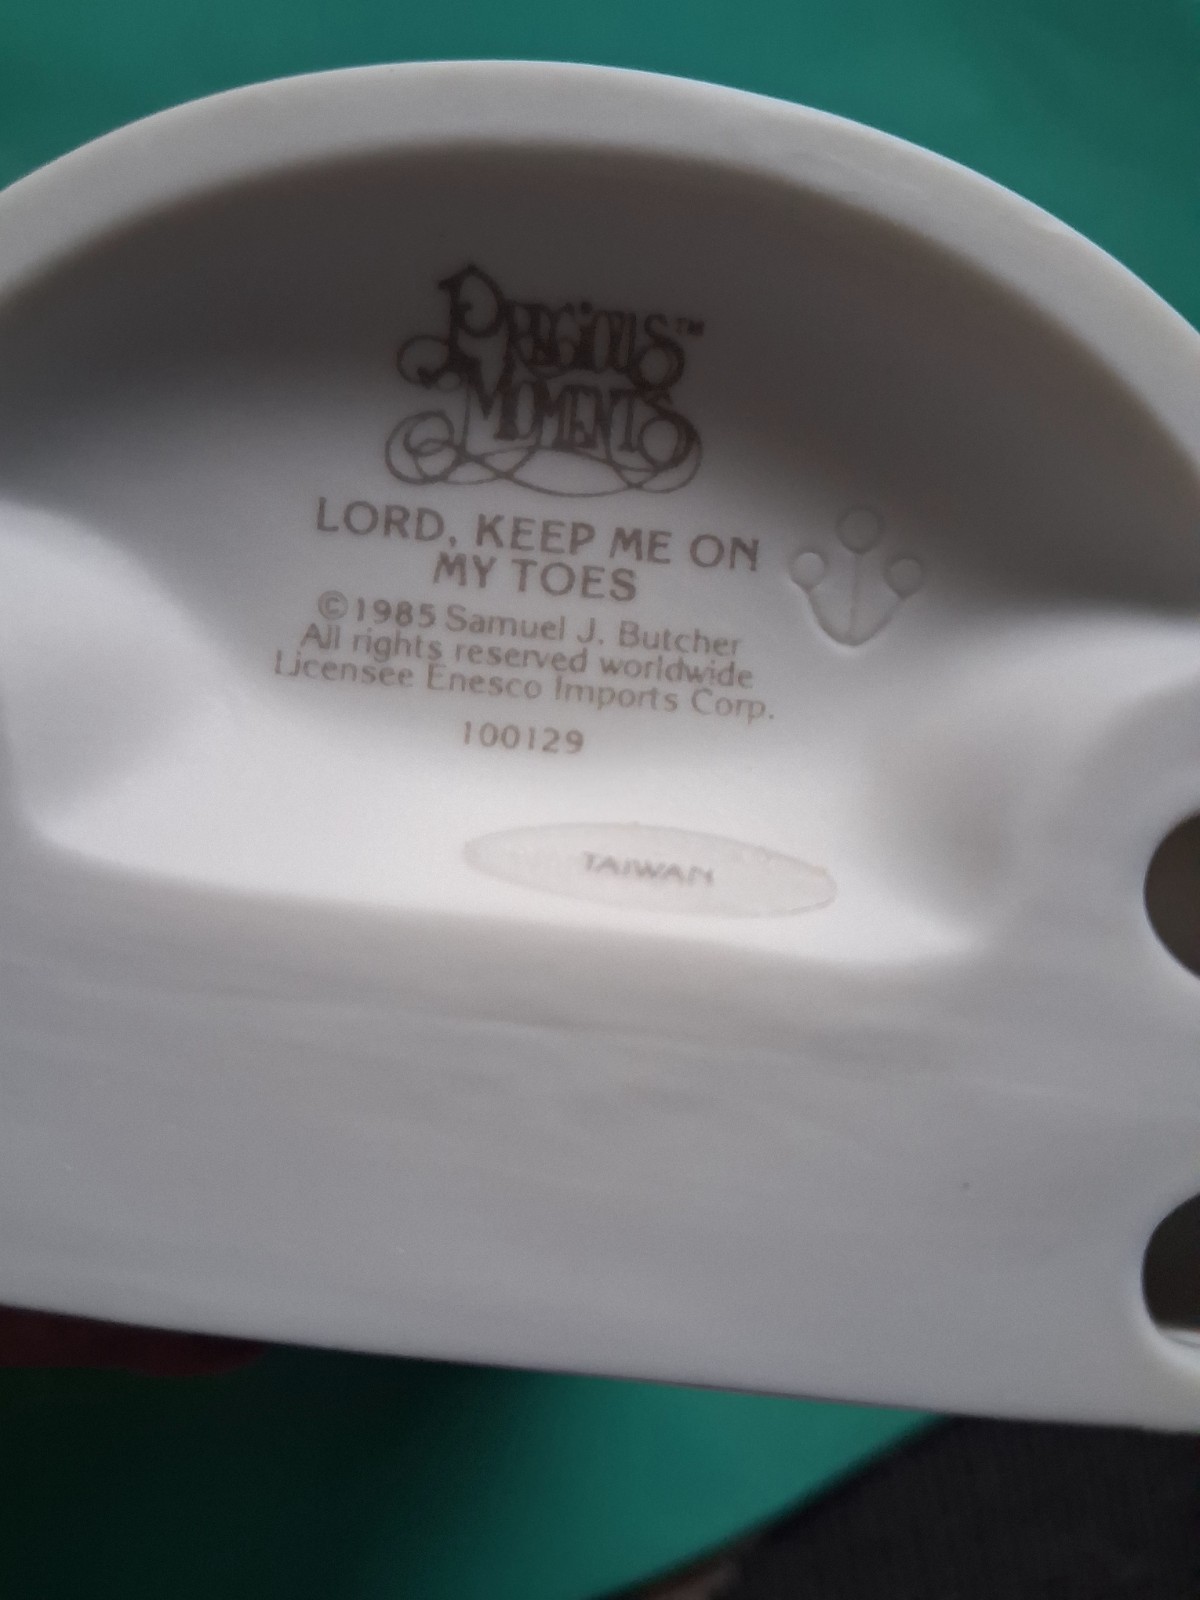 PRECIOUS™
MOMENTS
LORD, KEEP ME ON
MY TOES
©1985 Samuel J. Butcher
All rights reserved worldwide
Licensee Enesco Imports Corp.
100129
TAIWAN